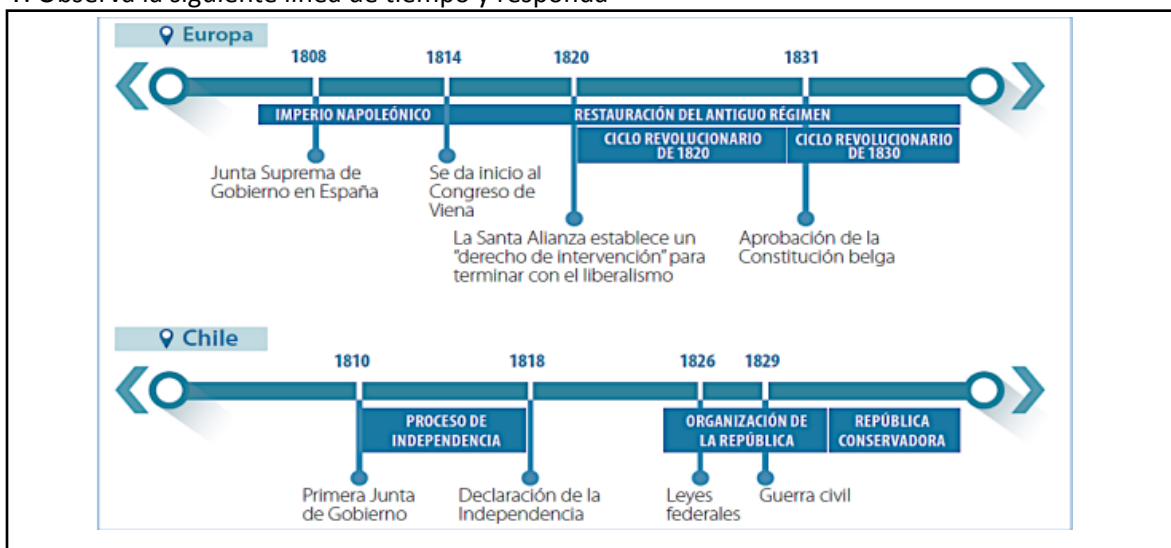 Observa la siguiente línea de tiempo y responda
Europa
1808 1814 1820 1831
IMPERIO NAPOLEÓNICO RESTAURACIÓN DEL ANTIGUO RÉGIMEN
CICLO REVOLUCIONARIO
DE 1820
CICLO REVOLUCIONARIO
DE 1830
Junta Suprema de
Gobierno en España
Se da inicio al
Congreso de
Viena
La Santa Alianza establece un
"derecho de intervención" para
terminar con el liberalismo
Aprobación de la
Constitución belga
Chile
1810 1818 1826 1829
PROCESO DE
INDEPENDENCIA
ORGANIZACIÓN DE
LA REPÚBLICA
REPÚBLICA
CONSERVADORA
Primera Junta
de Gobierno
Declaración de la
Independencia
Leyes
federales
Guerra civil